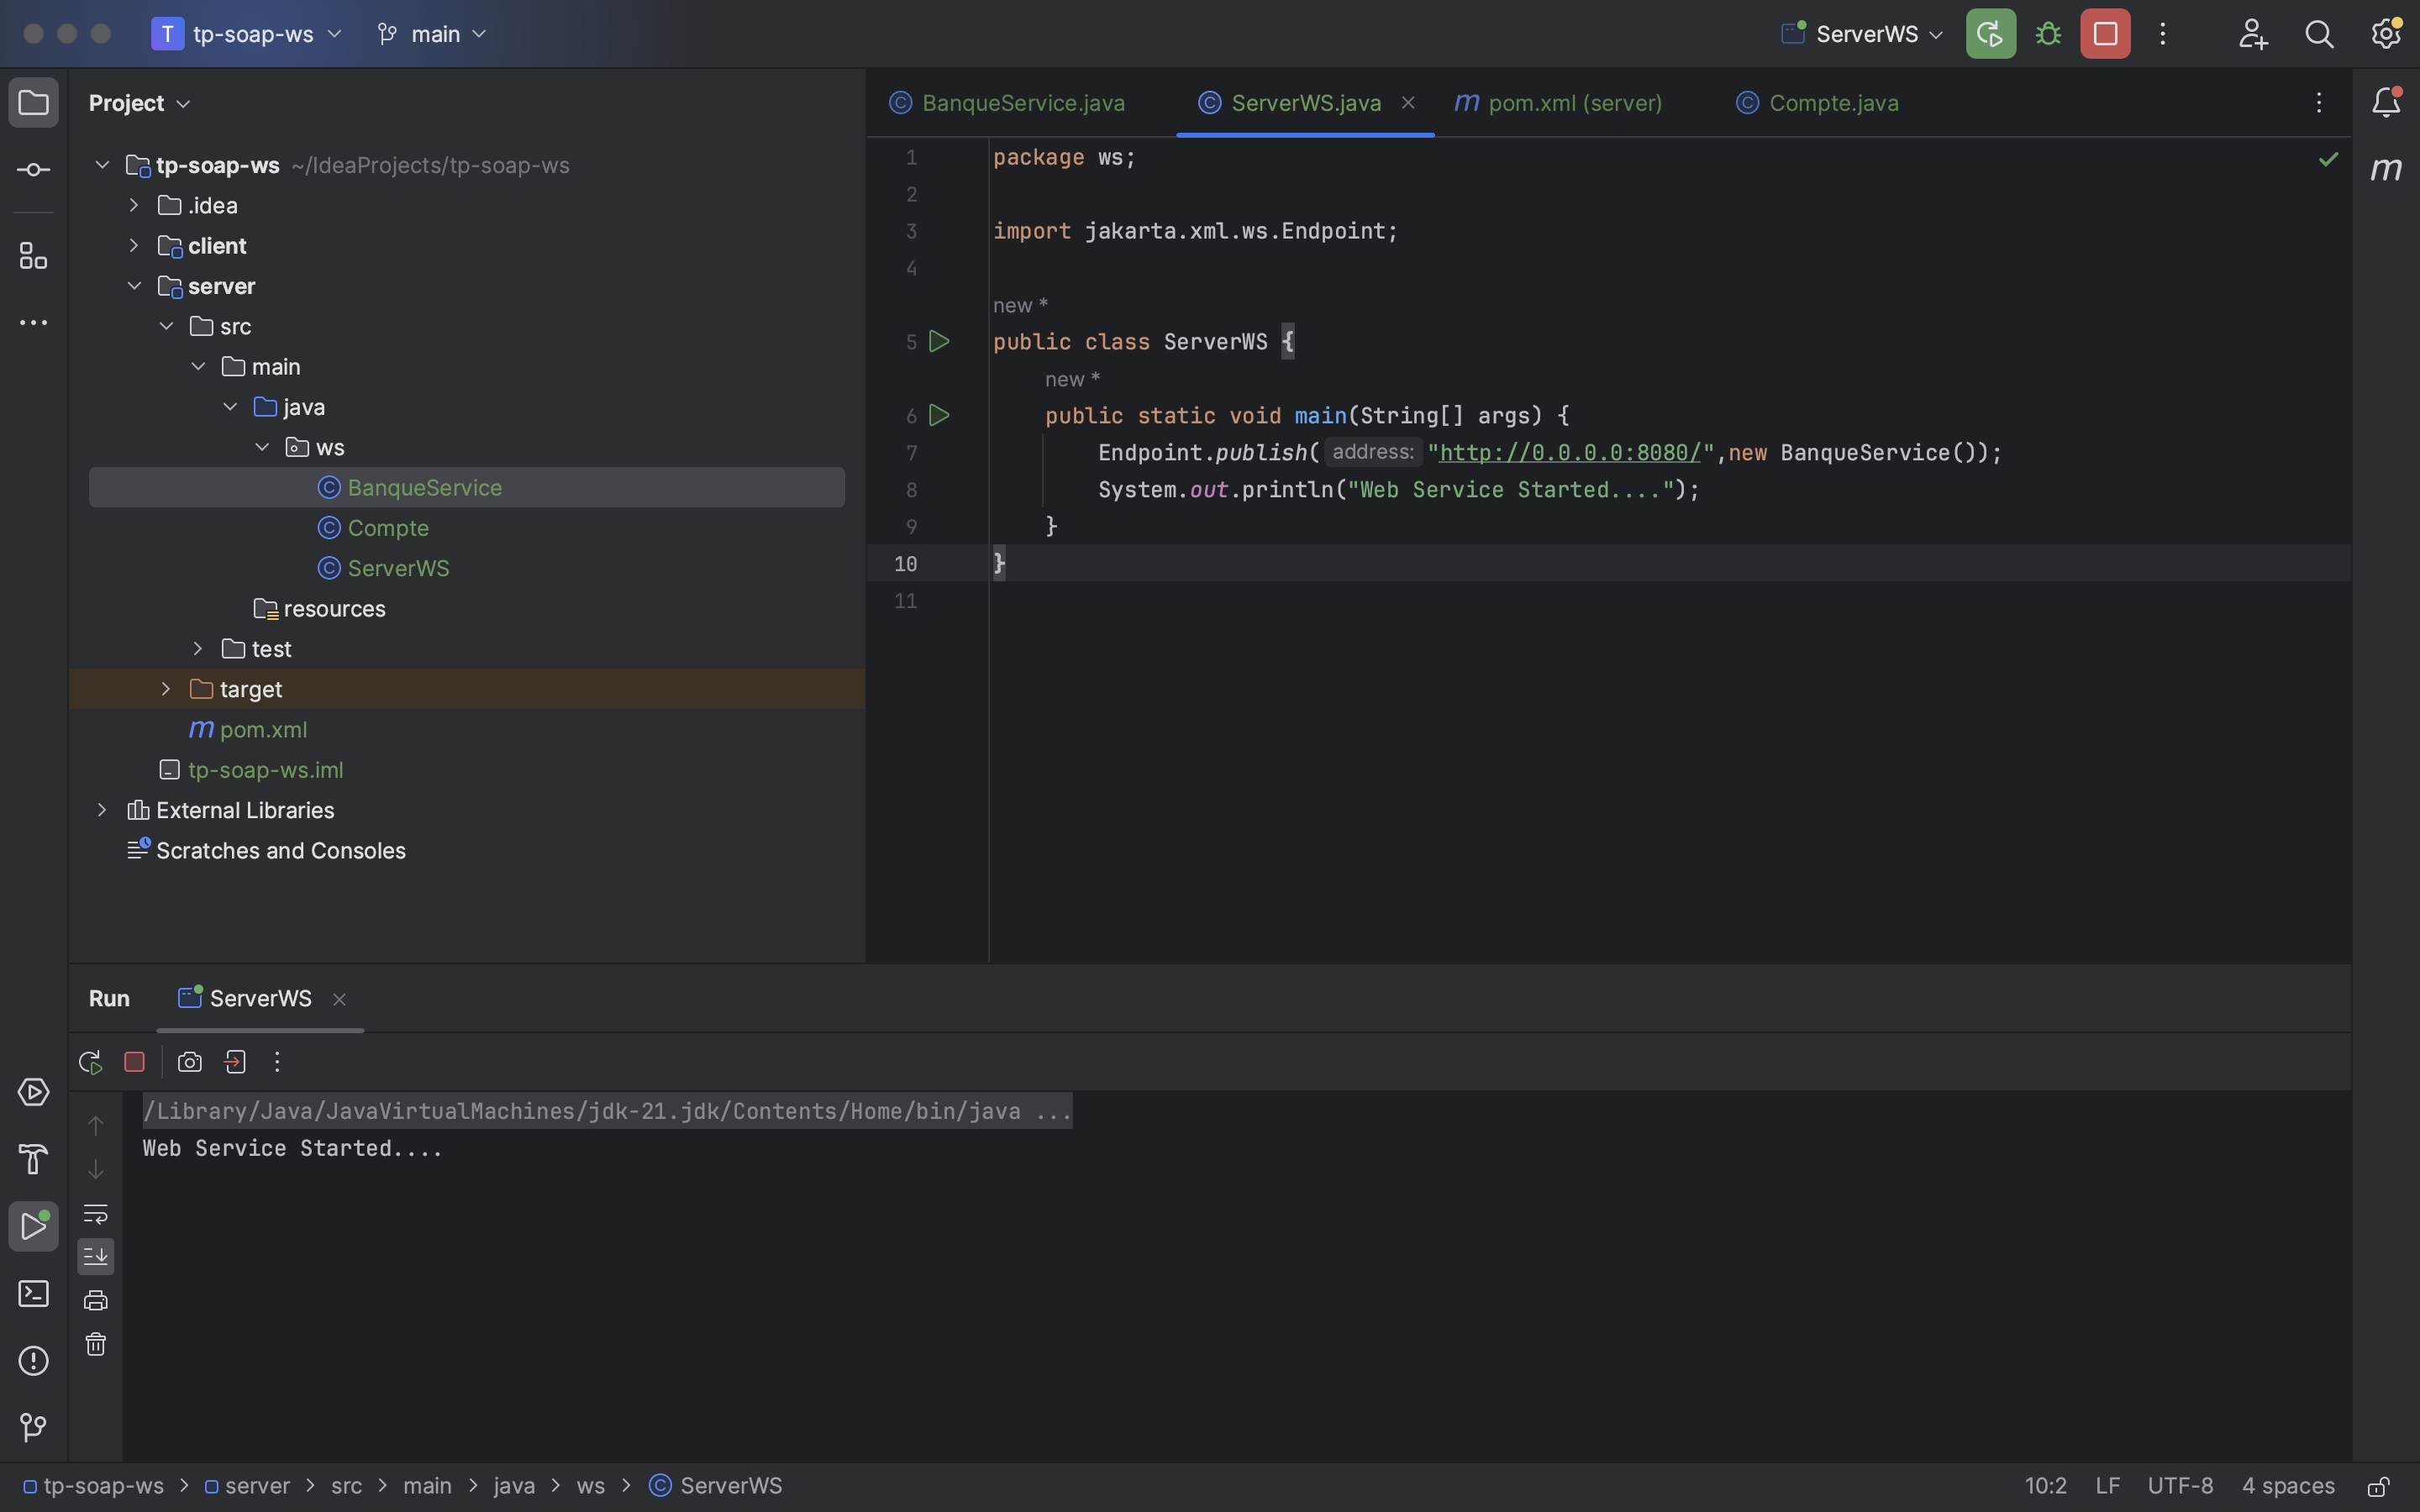 T tp-soap-ws main ServerWS
Project
tp-soap-ws ~/IdeaProjects/tp-soap-ws
.idea
client
server
src
main
java
ws
BanqueService
Compte
ServerWS
resources
test
target
m pom.xml
tp-soap-ws.iml
External Libraries
Scratches and Consoles
BanqueService.java ServerWS.java m pom.xml (server) Compte.java
m
1 package ws;
2
3 import jakarta.xml.ws.Endpoint;
4
new *
5 public class ServerWS {
new *
6 public static void main(String[] args) {
7 Endpoint.publish( address: "http://0.0.0.0:8080/",new BanqueService());
8 System.out.println("Web Service Started....");
9 }
10 }
11
Run ServerWS
/Library/Java/JavaVirtualMachines/jdk-21.jdk/Contents/Home/bin/java ...
Web Service Started....
tp-soap-ws > server > src > main > java > ws > ServerWS
10:2 LF UTF-8 4 spaces